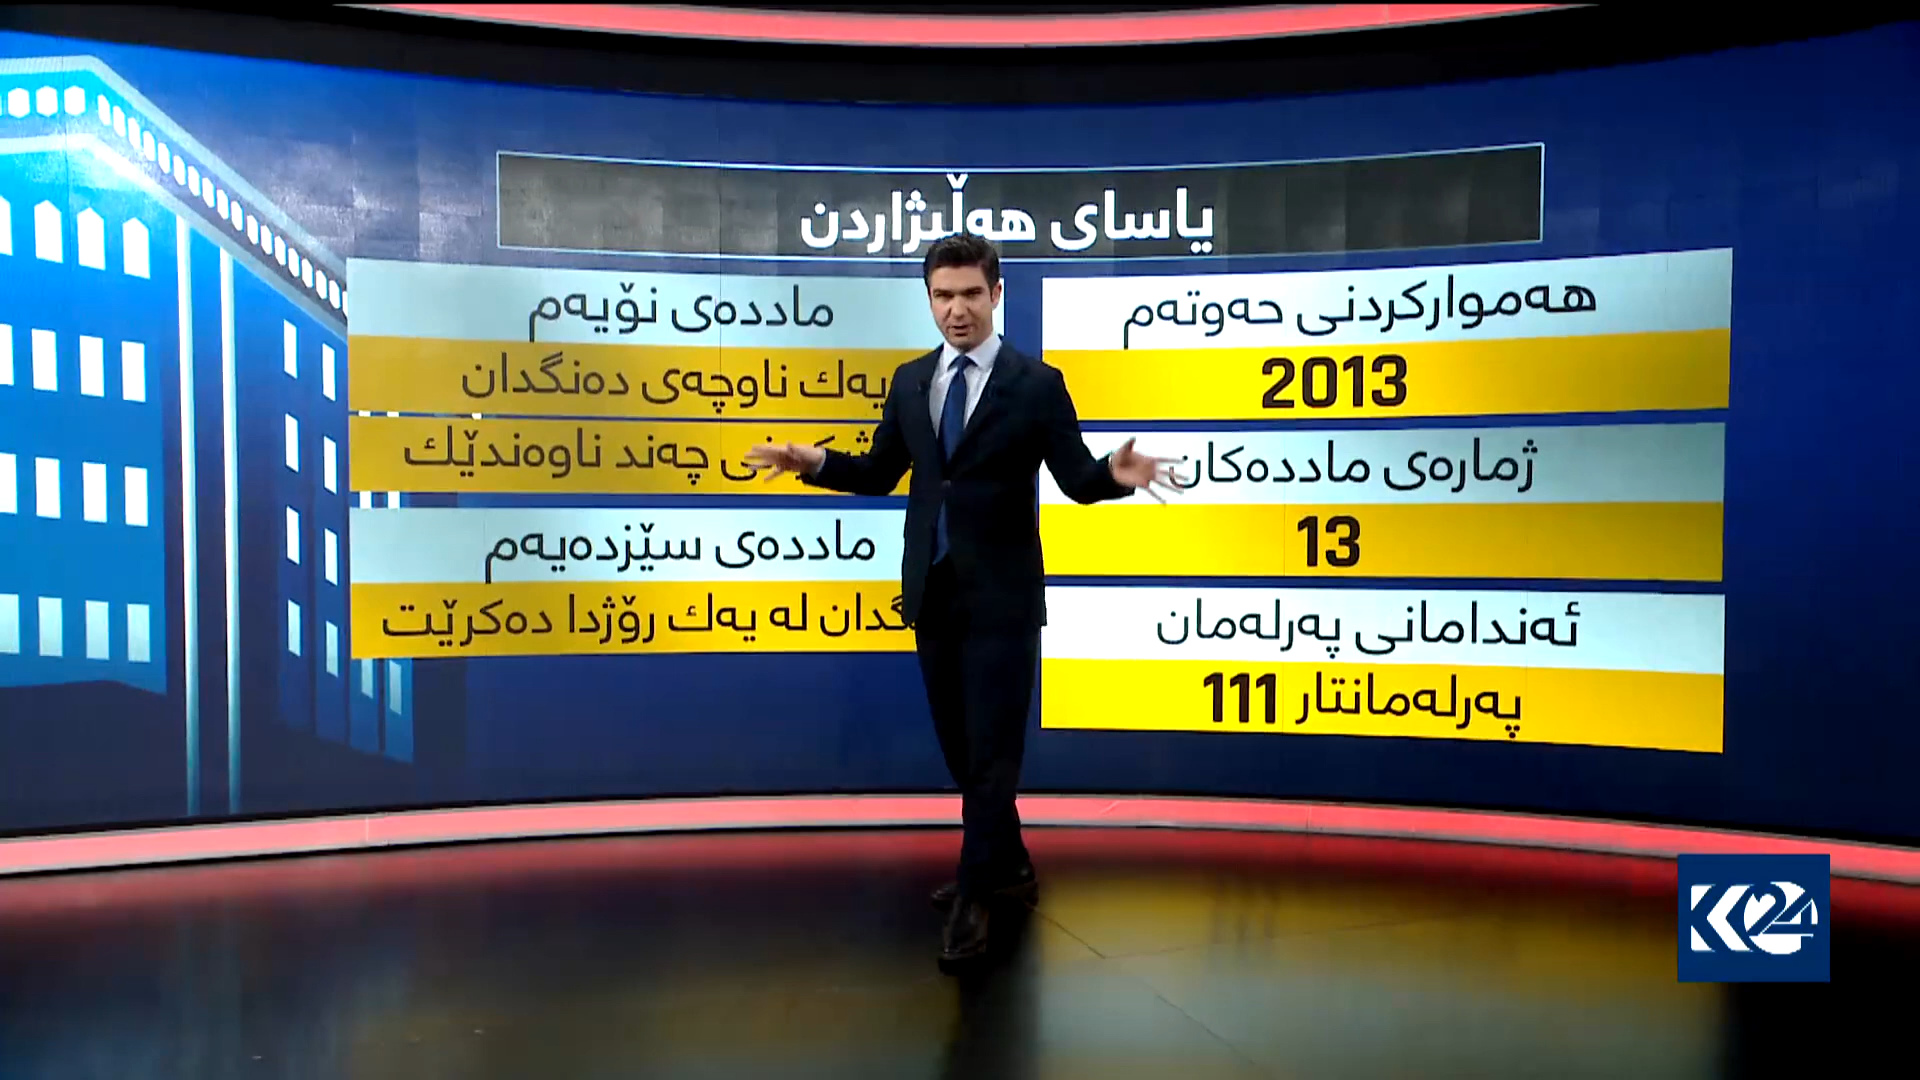 یاسای هەڵبژاردن
هەمواركردنی حەوتەم
2013
ژمارەی ماددەكان
13
ئەندامانی پەرلەمان
111 پەرلەمانتار
ماددەی نۆیەم
یەك ناوچەی دەنگدان
چەند ناوەندێك
ماددەی سێزدەیەم
لە یەك رۆژدا دەكرێت
K24